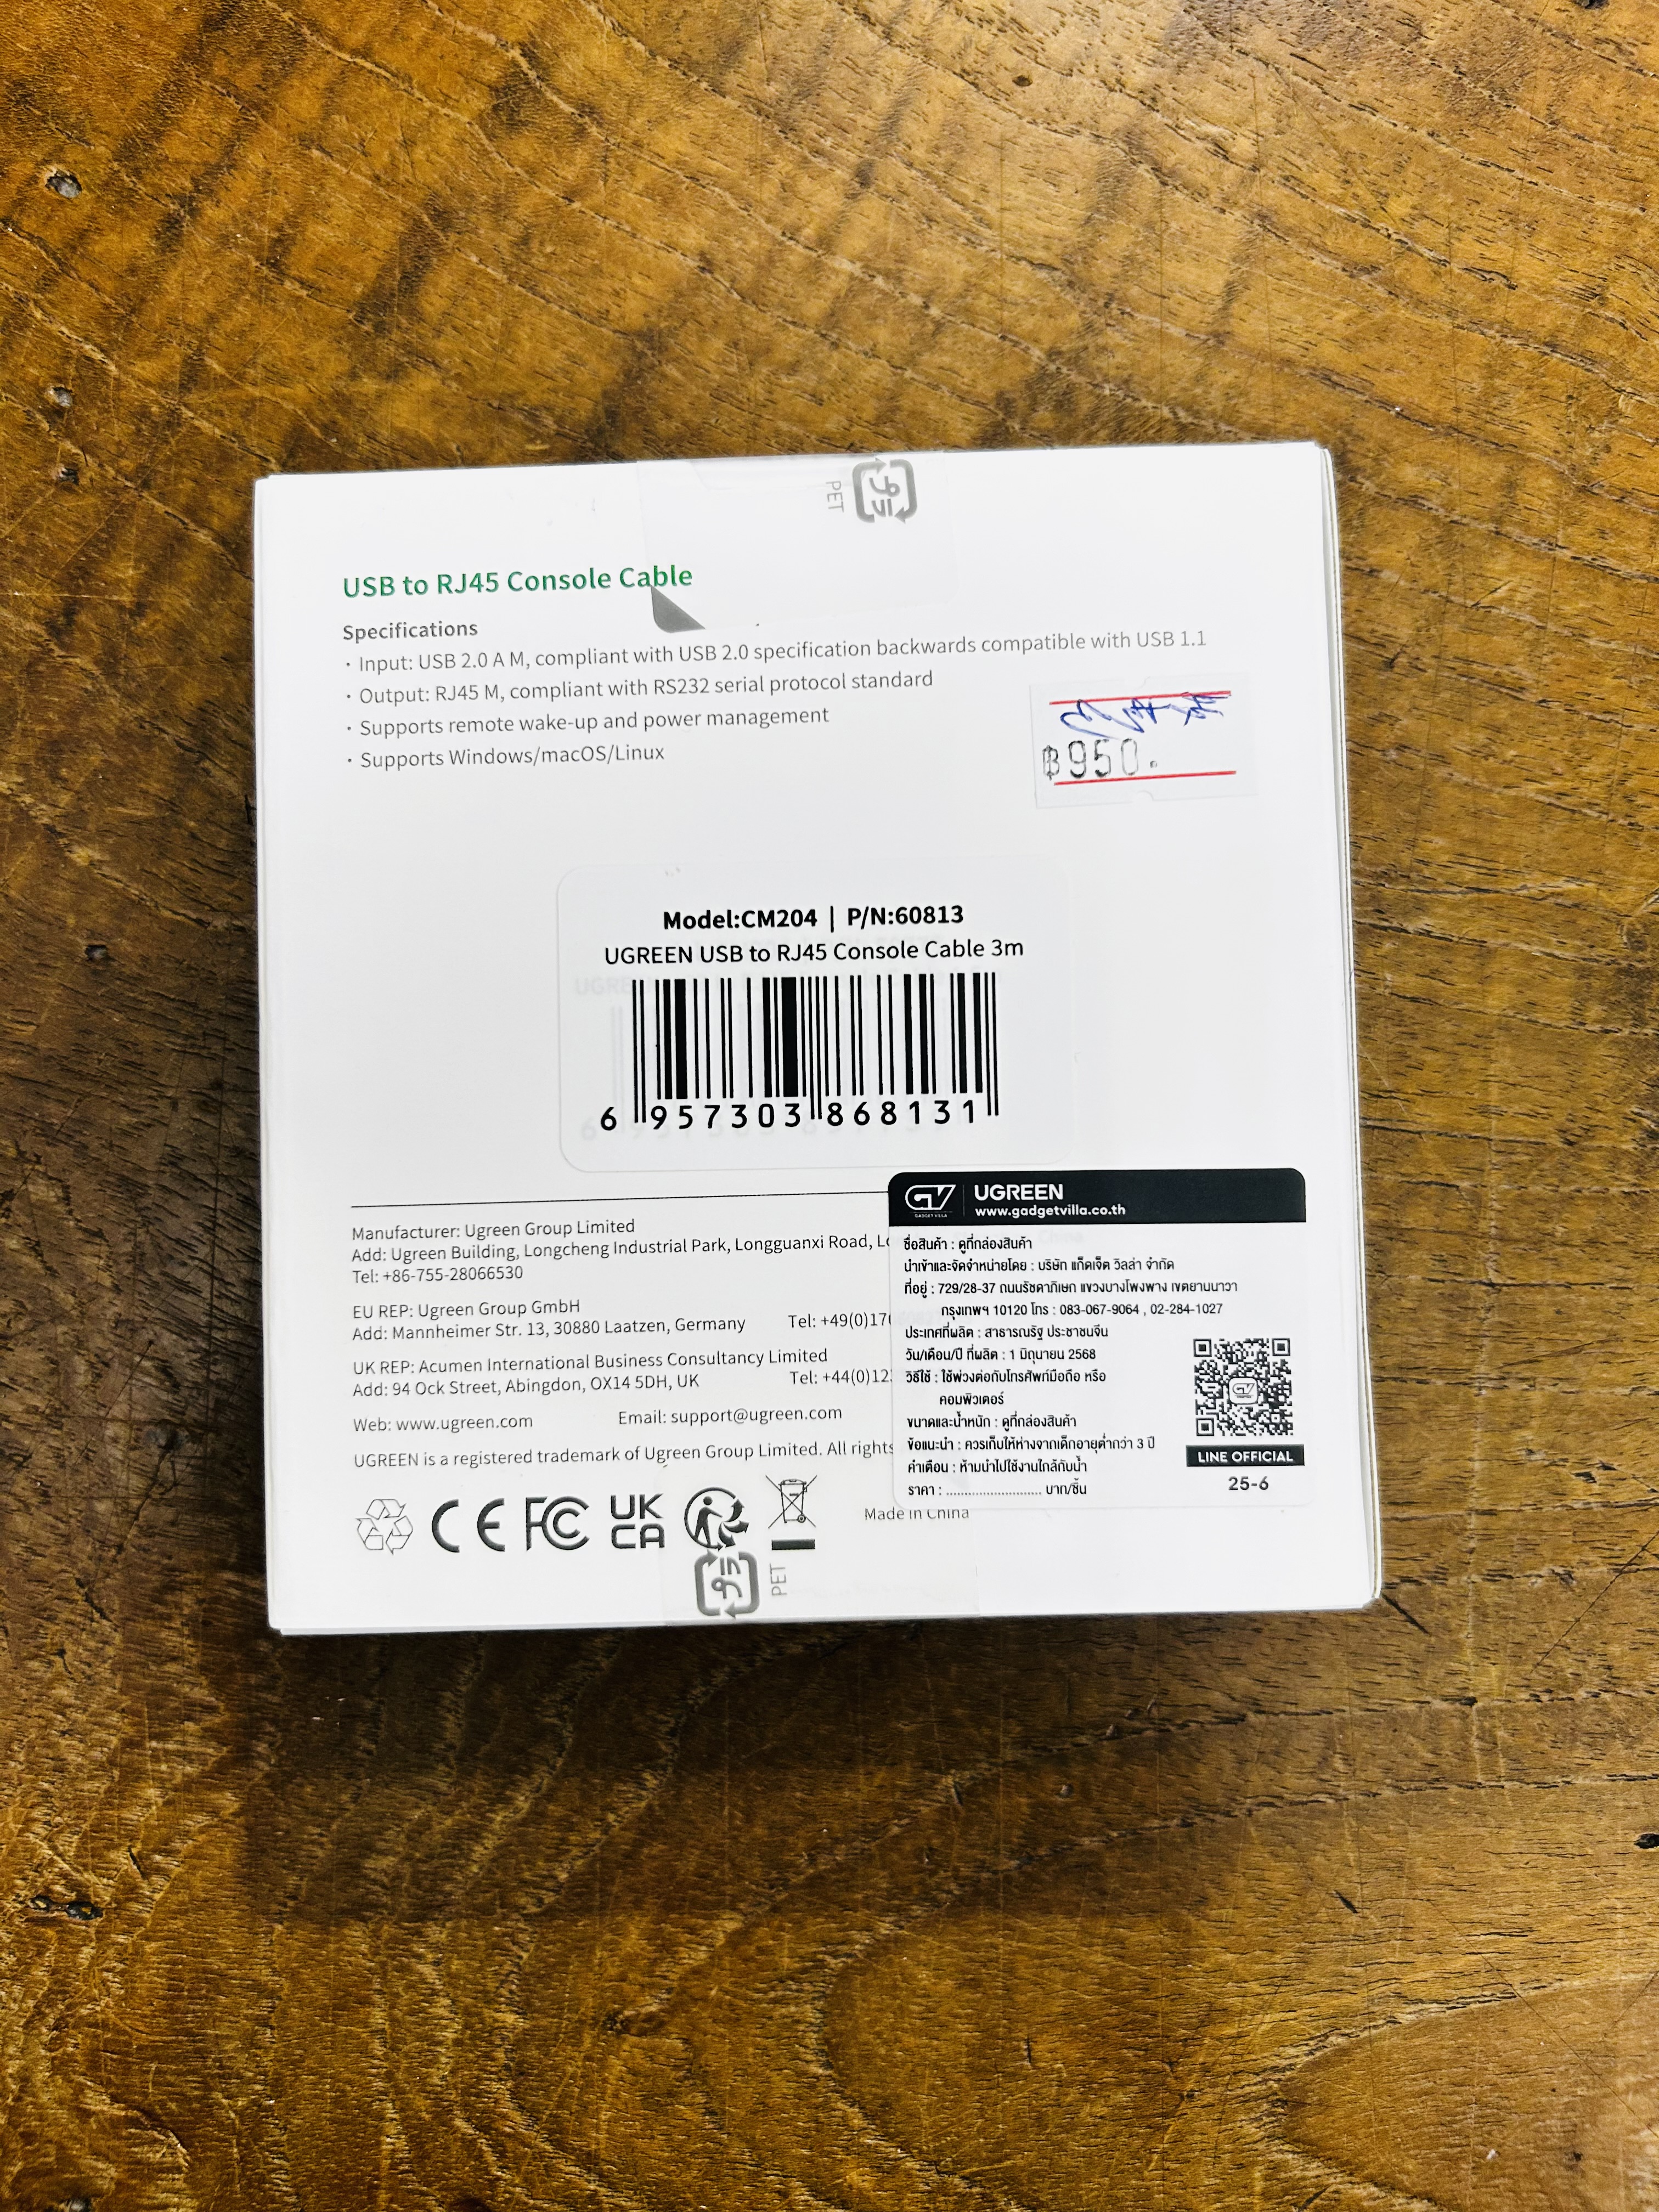 PET
USB to RJ45 Console Cable
Specifications
· Input: USB 2.0 A M, compliant with USB 2.0 specification backwards compatible with USB 1.1
· Output: RJ45 M, compliant with RS232 serial protocol standard
· Supports remote wake-up and power management
· Supports Windows/macOS/Linux
฿950.
Model:CM204 | P/N:60813
UGREEN USB to RJ45 Console Cable 3m
6 957303 868131
Manufacturer: Ugreen Group Limited
Add: Ugreen Building, Longcheng Industrial Park, Longguanxi Road,
Tel: +86-755-28066530
EU REP: Ugreen Group GmbH
Add: Mannheimer Str. 13, 30880 Laatzen, Germany Tel: +49(0)17
UK REP: Acumen International Business Consultancy Limited
Add: 94 Ock Street, Abingdon, OX14 5DH, UK Tel: +44(0)12
Web: www.ugreen.com Email: support@ugreen.com
UGREEN is a registered trademark of Ugreen Group Limited. All rights
CE FC UK CA
Made in China
PET
GV UGREEN
GADGET VILLA www.gadgetvilla.co.th
ชื่อสินค้า : ดูที่กล่องสินค้า
นำเข้าและจัดจำหน่ายโดย : บริษัท แก็ดเจ็ต วิลล่า จำกัด
ที่อยู่ : 729/28-37 ถนนรัชดาภิเษก แขวงบางโพงพาง เขตยานนาวา
กรุงเทพฯ 10120 โทร : 083-067-9064 , 02-284-1027
ประเทศที่ผลิต : สาธารณรัฐ ประชาชนจีน
วัน/เดือน/ปี ที่ผลิต : 1 มิถุนายน 2568
วิธีใช้ : ใช้พ่วงต่อกับโทรศัพท์มือถือ หรือ
คอมพิวเตอร์
ขนาดและน้ำหนัก : ดูที่กล่องสินค้า
ข้อแนะนำ : ควรเก็บให้ห่างจากเด็กอายุต่ำกว่า 3 ปี
คำเตือน : ห้ามนำไปใช้งานใกล้กับน้ำ
ราคา : .......................... บาท/ชิ้น
LINE OFFICIAL
25-6